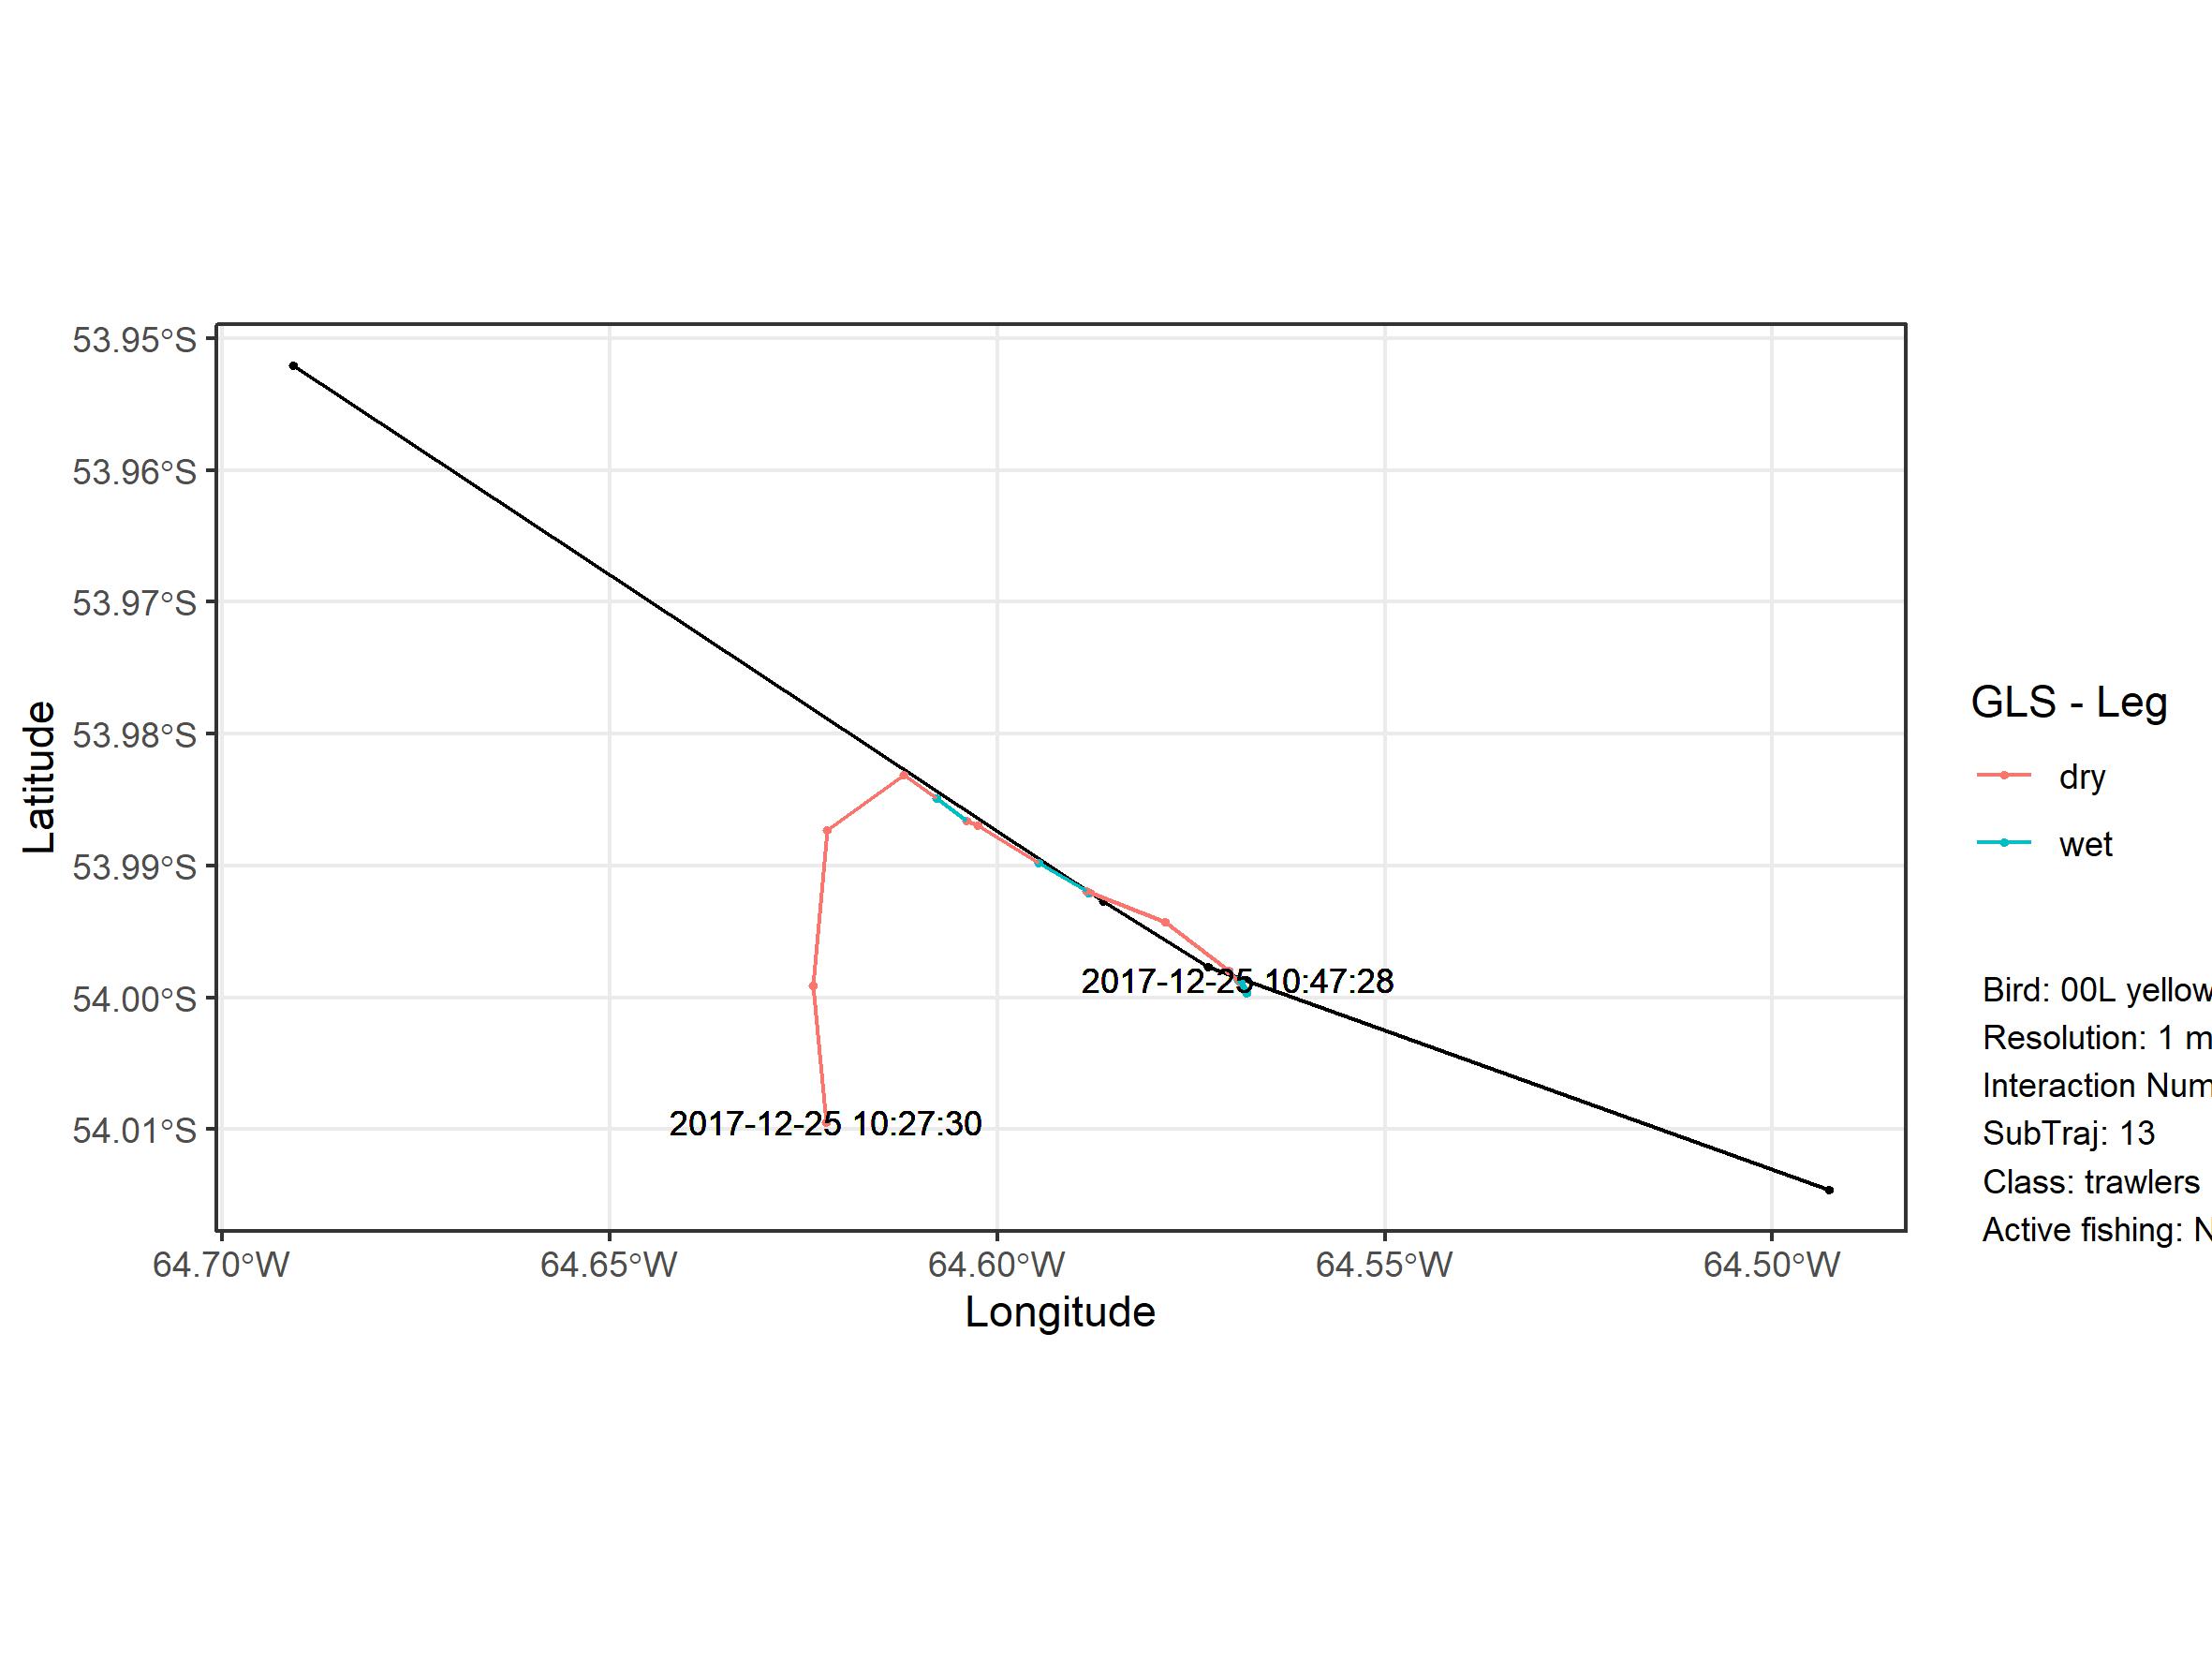 53.95°S
53.96°S
53.97°S
53.98°S
53.99°S
54.00°S
54.01°S
Latitude
2017-12-25 10:47:28
2017-12-25 10:27:30
64.70°W 64.65°W 64.60°W 64.55°W 64.50°W
Longitude
GLS - Leg
dry
wet
Bird: 00L yellow
Resolution: 1 m
Interaction Num
SubTraj: 13
Class: trawlers
Active fishing: N